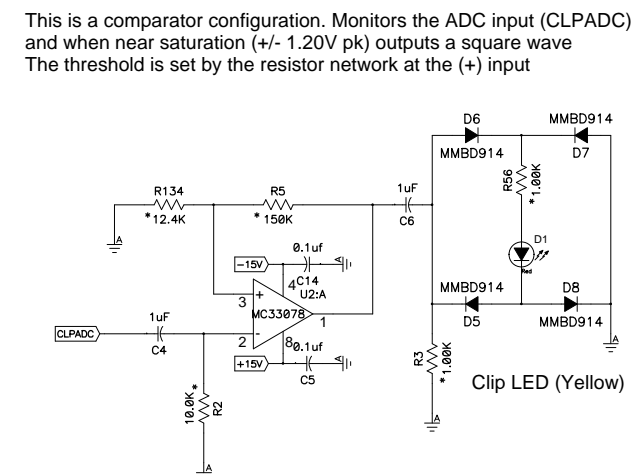 This is a comparator configuration. Monitors the ADC input (CLPADC)
and when near saturation (+/- 1.20V pk) outputs a square wave
The threshold is set by the resistor network at the (+) input
D6
MMBD914
MMBD914
D7
R56
*1.00K
R134
*12.4K
R5
*150K
1uF
C6
A
0.1uf
-15V
A
C14
4
U2:A
3
+
MC33078
1
2
-
D1
Red
MMBD914
D5
D8
MMBD914
1uF
CLPADC
C4
8
0.1uf
+15V
A
C5
R3
*1.00K
A
Clip LED (Yellow)
10.0K*
R2
A
A